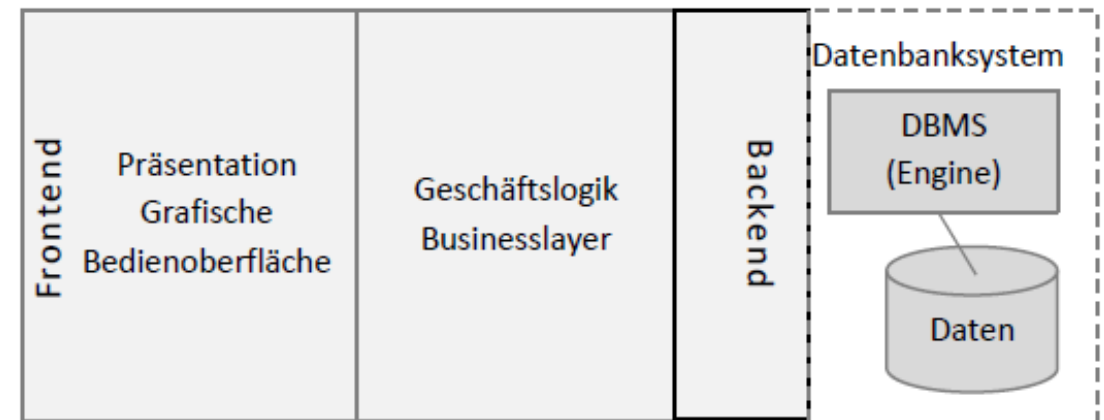 Frontend
Präsentation
Grafische
Bedienoberfläche
Geschäftslogik
Businesslayer
Backend
Datenbanksystem
DBMS
(Engine)
Daten